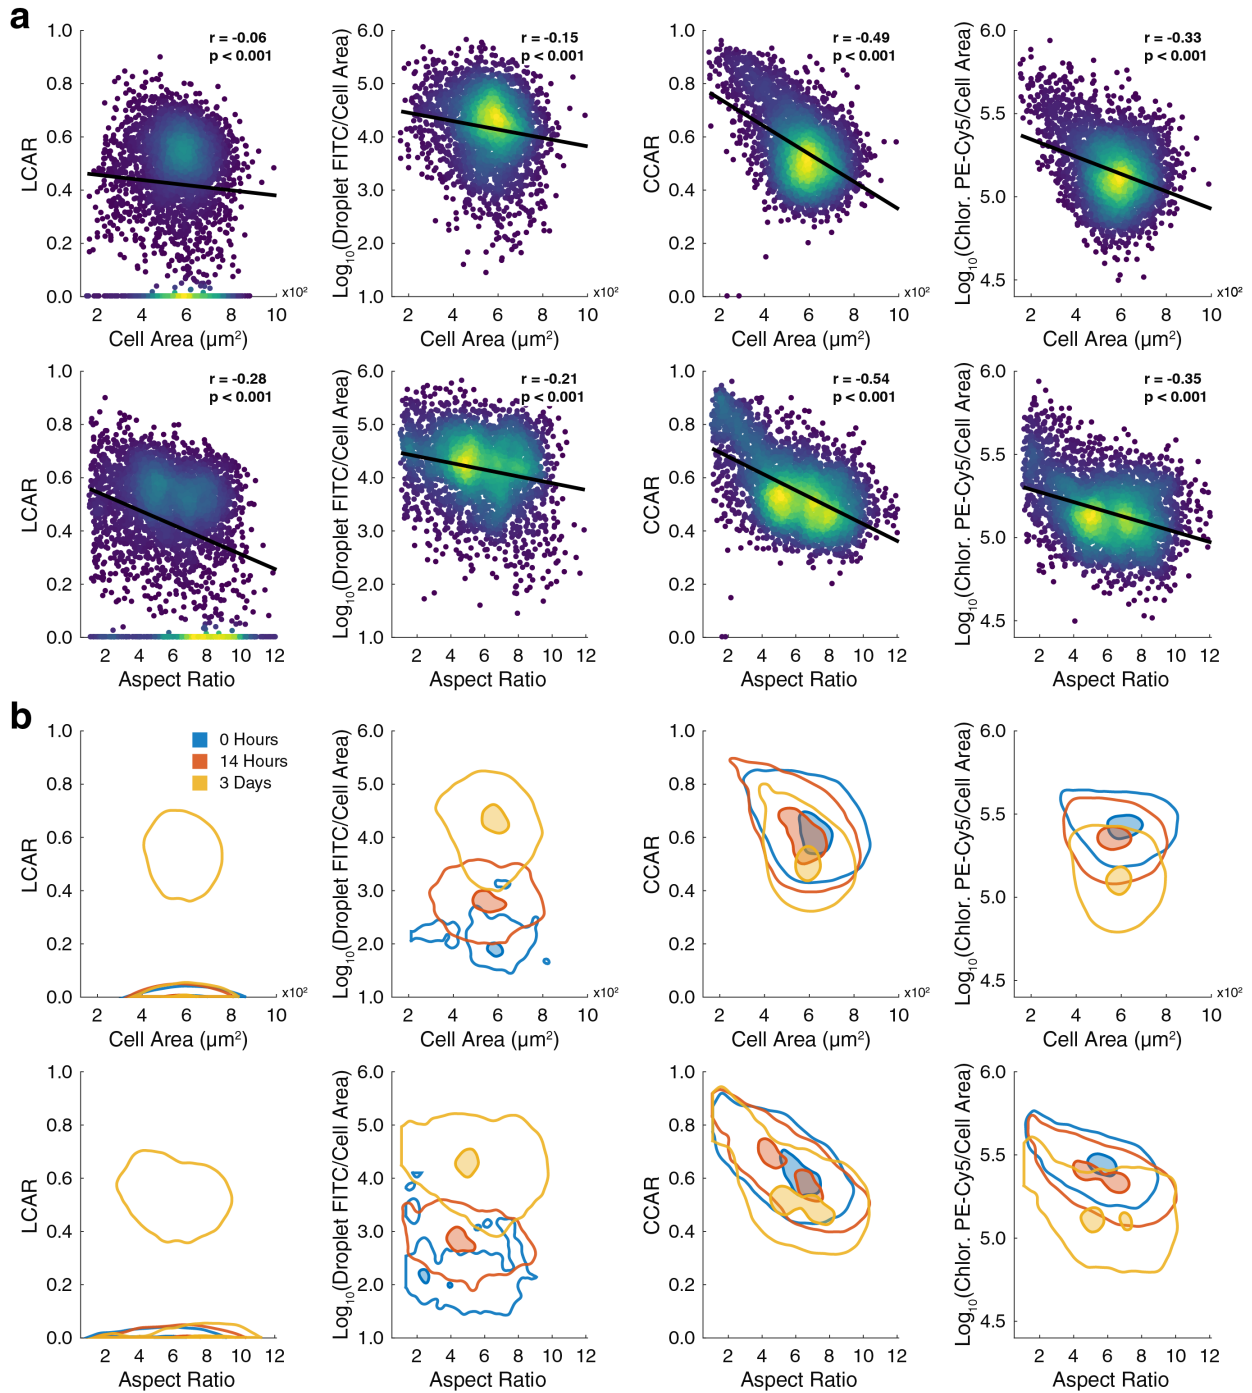 a
1.0
0.8
0.6
0.4
0.2
0.0
LCAR
r = -0.06
p < 0.001
x10²
2 4 6 8 10
Cell Area (µm²)
6.0
5.0
4.0
3.0
2.0
1.0
Log₁₀(Droplet FITC/Cell Area)
r = -0.15
p < 0.001
x10²
2 4 6 8 10
Cell Area (µm²)
1.0
0.8
0.6
0.4
0.2
0.0
CCAR
r = -0.49
p < 0.001
x10²
2 4 6 8 10
Cell Area (µm²)
6.0
5.5
5.0
4.5
Log₁₀(Chlor. PE-Cy5/Cell Area)
r = -0.33
p < 0.001
x10²
2 4 6 8 10
Cell Area (µm²)
1.0
0.8
0.6
0.4
0.2
0.0
LCAR
r = -0.28
p < 0.001
2 4 6 8 10 12
Aspect Ratio
6.0
5.0
4.0
3.0
2.0
1.0
Log₁₀(Droplet FITC/Cell Area)
r = -0.21
p < 0.001
2 4 6 8 10 12
Aspect Ratio
1.0
0.8
0.6
0.4
0.2
0.0
CCAR
r = -0.54
p < 0.001
2 4 6 8 10 12
Aspect Ratio
6.0
5.5
5.0
4.5
Log₁₀(Chlor. PE-Cy5/Cell Area)
r = -0.35
p < 0.001
2 4 6 8 10 12
Aspect Ratio
b
1.0
0.8
0.6
0.4
0.2
0.0
LCAR
0 Hours
14 Hours
3 Days
x10²
2 4 6 8 10
Cell Area (µm²)
6.0
5.0
4.0
3.0
2.0
1.0
Log₁₀(Droplet FITC/Cell Area)
x10²
2 4 6 8 10
Cell Area (µm²)
1.0
0.8
0.6
0.4
0.2
0.0
CCAR
x10²
2 4 6 8 10
Cell Area (µm²)
6.0
5.5
5.0
4.5
Log₁₀(Chlor. PE-Cy5/Cell Area)
x10²
2 4 6 8 10
Cell Area (µm²)
1.0
0.8
0.6
0.4
0.2
0.0
LCAR
2 4 6 8 10 12
Aspect Ratio
6.0
5.0
4.0
3.0
2.0
1.0
Log₁₀(Droplet FITC/Cell Area)
2 4 6 8 10 12
Aspect Ratio
1.0
0.8
0.6
0.4
0.2
0.0
CCAR
2 4 6 8 10 12
Aspect Ratio
6.0
5.5
5.0
4.5
Log₁₀(Chlor. PE-Cy5/Cell Area)
2 4 6 8 10 12
Aspect Ratio